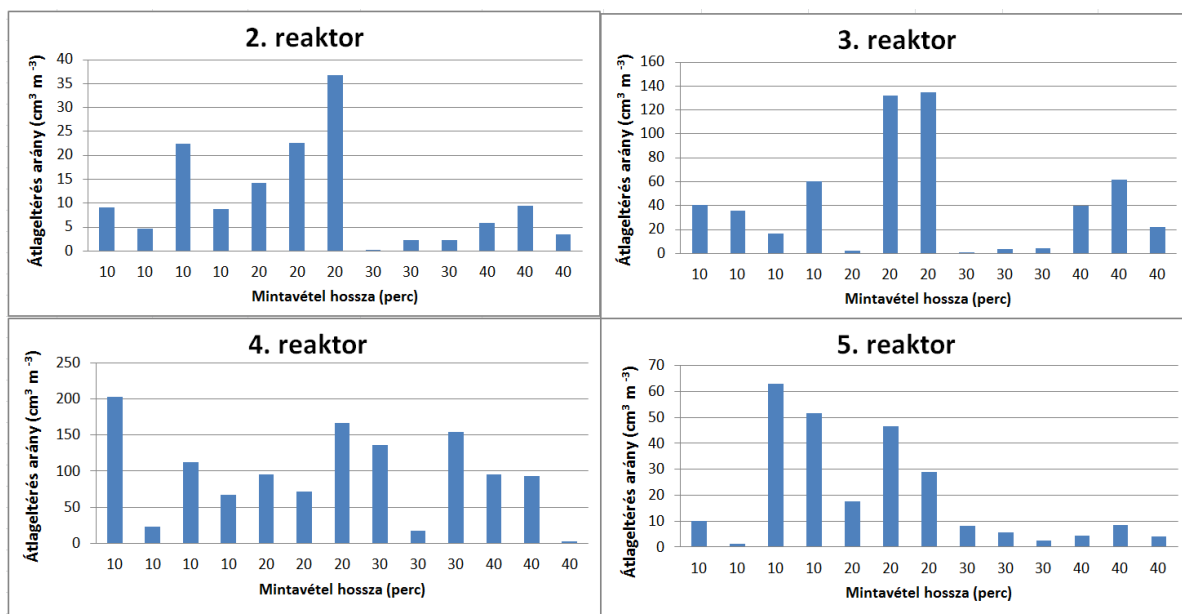 2. reaktor
Átlageltérés arány (cm³ m ⁻³)
40
35
30
25
20
15
10
5
0
10 10 10 10 20 20 20 30 30 30 40 40 40
Mintavétel hossza (perc)
3. reaktor
Átlageltérés arány (cm³ m ⁻³)
160
140
120
100
80
60
40
20
0
10 10 10 10 20 20 20 30 30 30 40 40 40
Mintavétel hossza (perc)
4. reaktor
Átlageltérés arány (cm³ m ⁻³)
250
200
150
100
50
0
10 10 10 10 20 20 20 30 30 30 40 40 40
Mintavétel hossza (perc)
5. reaktor
Átlageltérés arány (cm³ m ⁻³)
70
60
50
40
30
20
10
0
10 10 10 10 20 20 20 30 30 30 40 40 40
Mintavétel hossza (perc)